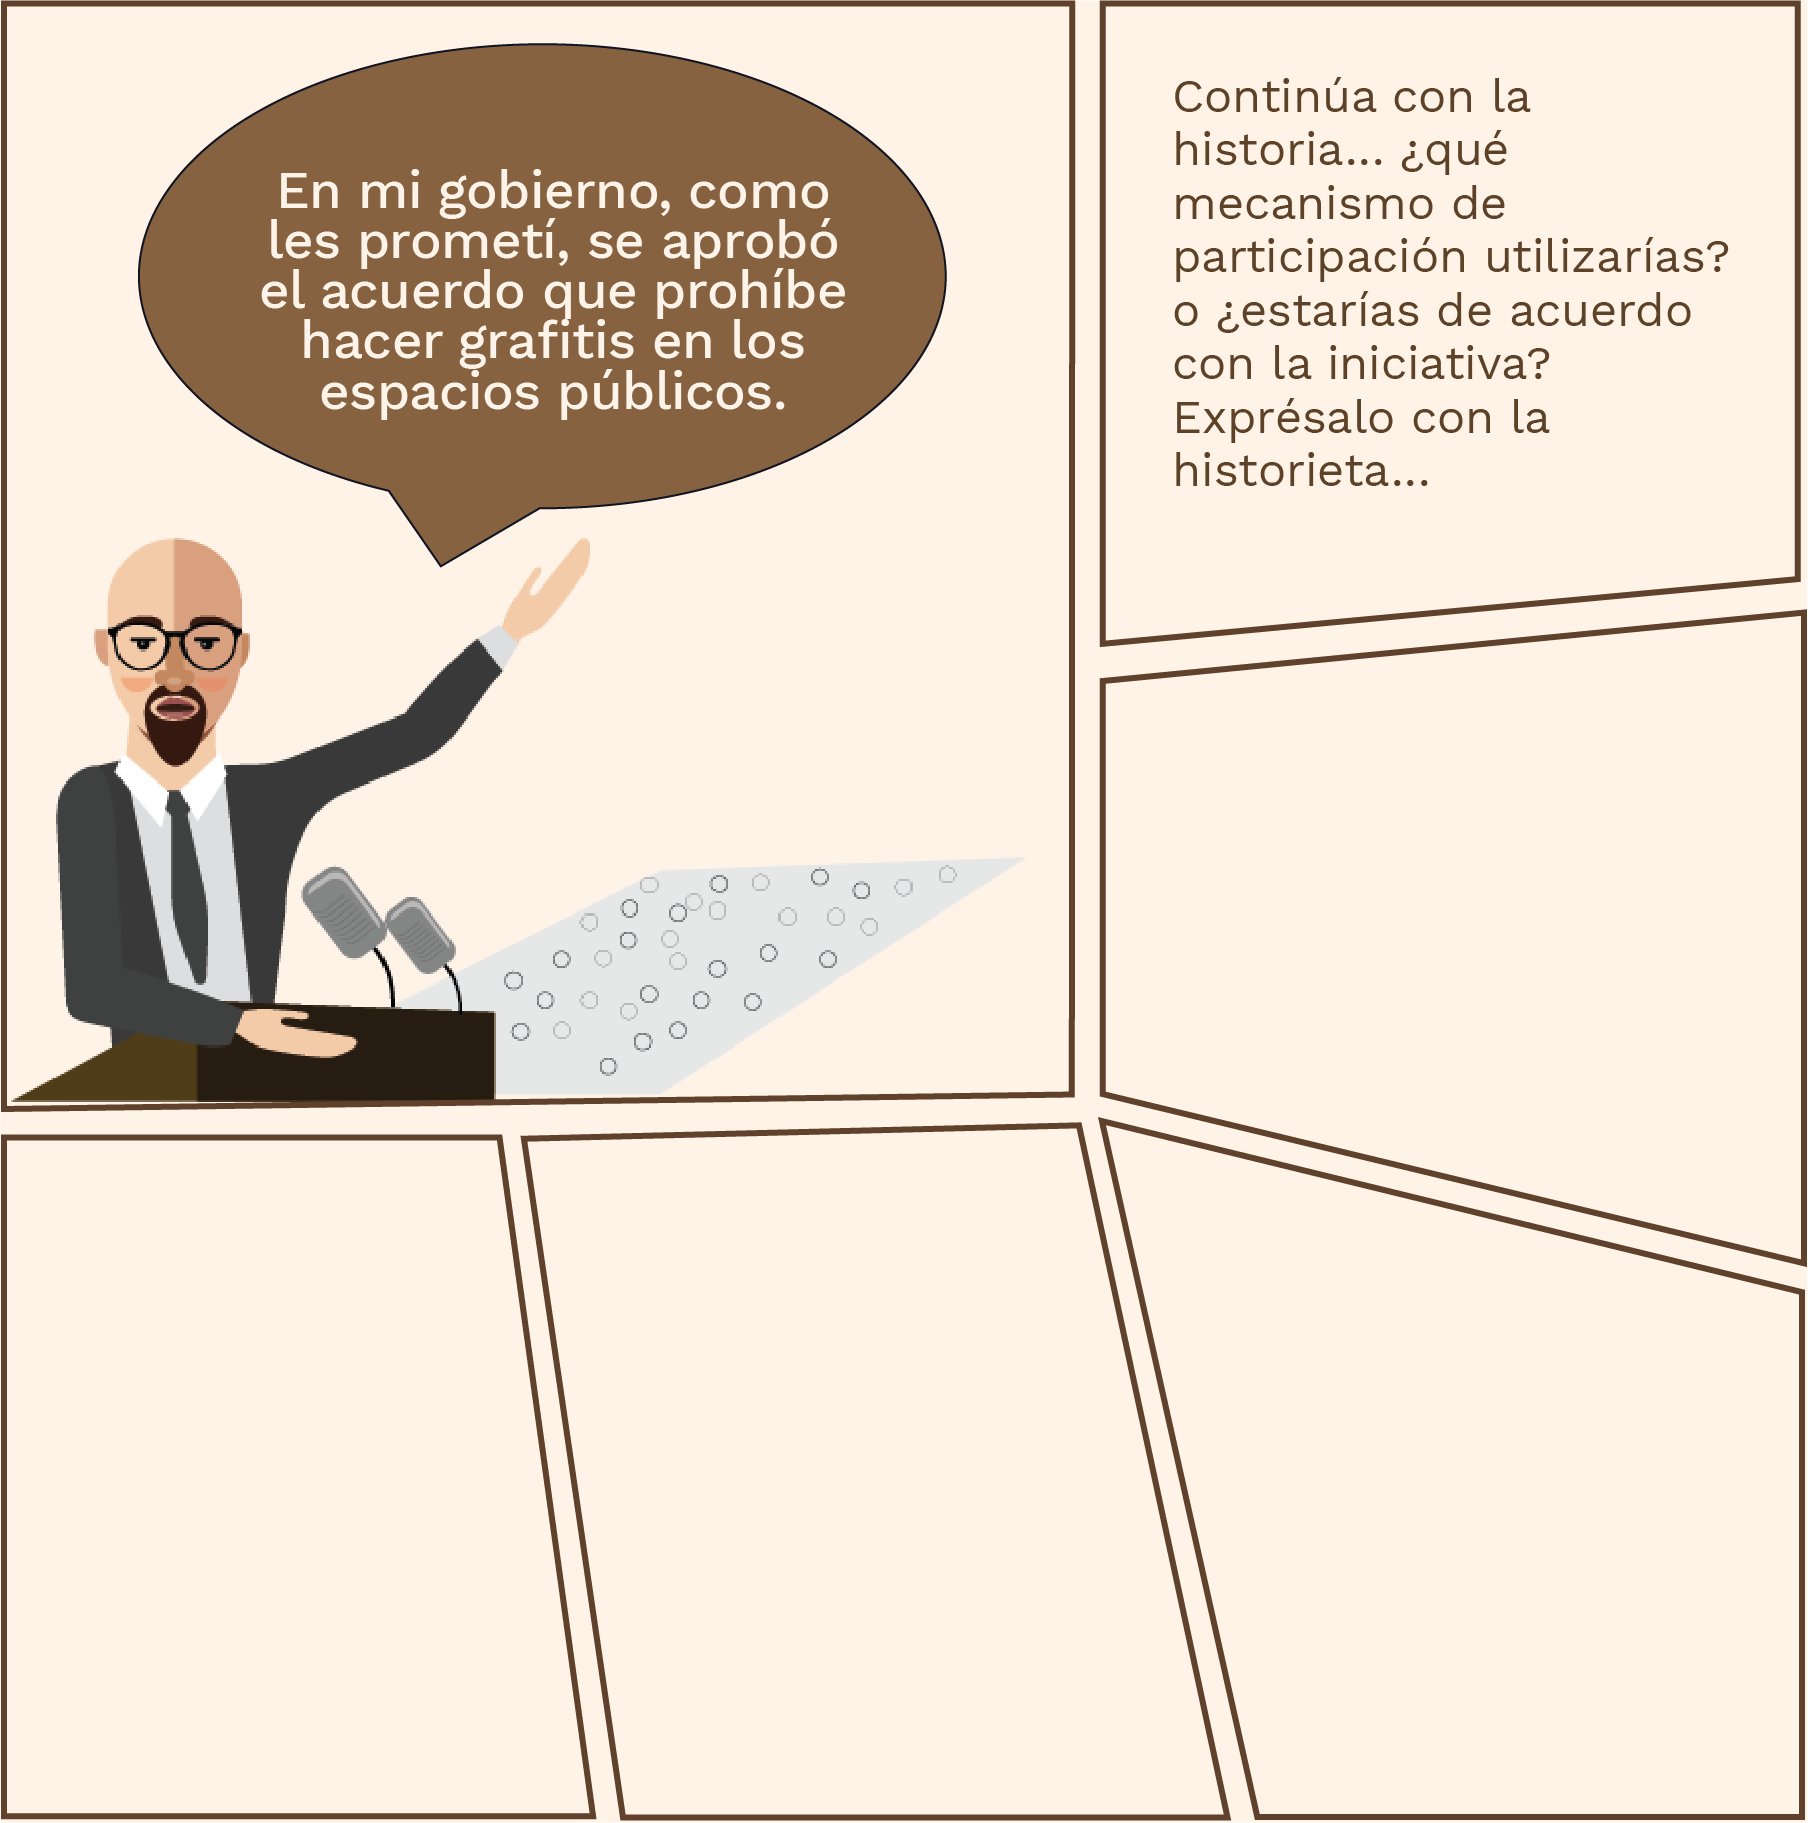 En mi gobierno, como
les prometí, se aprobó
el acuerdo que prohíbe
hacer grafitis en los
espacios públicos.
Continúa con la
historia... ¿qué
mecanismo de
participación utilizarías?
o ¿estarías de acuerdo
con la iniciativa?
Exprésalo con la
historieta...